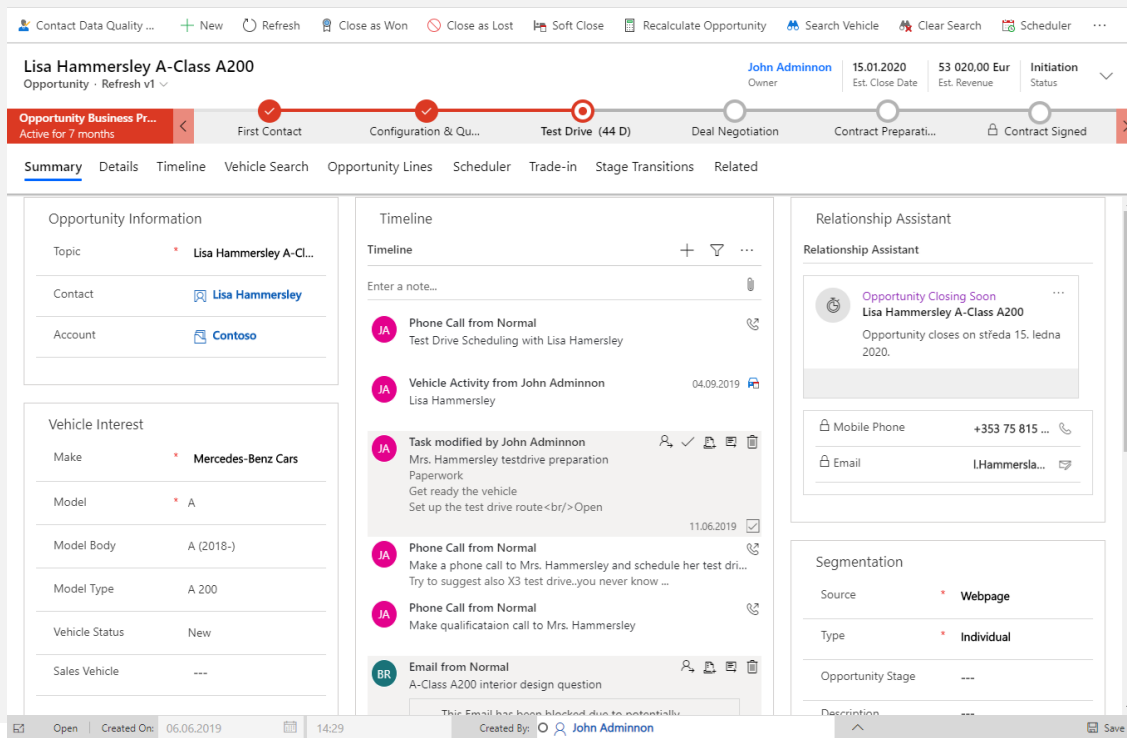 Contact Data Quality ...
New
Refresh
Close as Won
Close as Lost
Soft Close
Recalculate Opportunity
Search Vehicle
Clear Search
Scheduler
...
Lisa Hammersley A-Class A200
Opportunity · Refresh v1
John Adminnon
Owner
15.01.2020
Est. Close Date
53 020,00 Eur
Est. Revenue
Initiation
Status
Opportunity Business Pr...
Active for 7 months
First Contact
Configuration & Qu...
Test Drive (44 D)
Deal Negotiation
Contract Preparati...
Contract Signed
Summary
Details
Timeline
Vehicle Search
Opportunity Lines
Scheduler
Trade-in
Stage Transitions
Related
Opportunity Information
Topic * Lisa Hammersley A-Cl...
Contact Lisa Hammersley
Account Contoso
Vehicle Interest
Make * Mercedes-Benz Cars
Model * A
Model Body A (2018-)
Model Type A 200
Vehicle Status New
Sales Vehicle ---
Timeline
Timeline
Enter a note...
JA
Phone Call from Normal
Test Drive Scheduling with Lisa Hamersley
JA
Vehicle Activity from John Adminnon 04.09.2019
Lisa Hammersley
JA
Task modified by John Adminnon
Mrs. Hammersley testdrive preparation
Paperwork
Get ready the vehicle
Set up the test drive route<br/>Open
11.06.2019
JA
Phone Call from Normal
Make a phone call to Mrs. Hammersley and schedule her test dri...
Try to suggest also X3 test drive..you never know ...
JA
Phone Call from Normal
Make qualificataion call to Mrs. Hammersley
BR
Email from Normal
A-Class A200 interior design question
This Email has been blocked due to potentially
Relationship Assistant
Relationship Assistant
Opportunity Closing Soon
Lisa Hammersley A-Class A200
Opportunity closes on středa 15. ledna
2020.
Mobile Phone +353 75 815 ...
Email l.Hammersla...
Segmentation
Source * Webpage
Type * Individual
Opportunity Stage ---
Description ---
Open
Created On: 06.06.2019
14:29
Created By: John Adminnon
Save